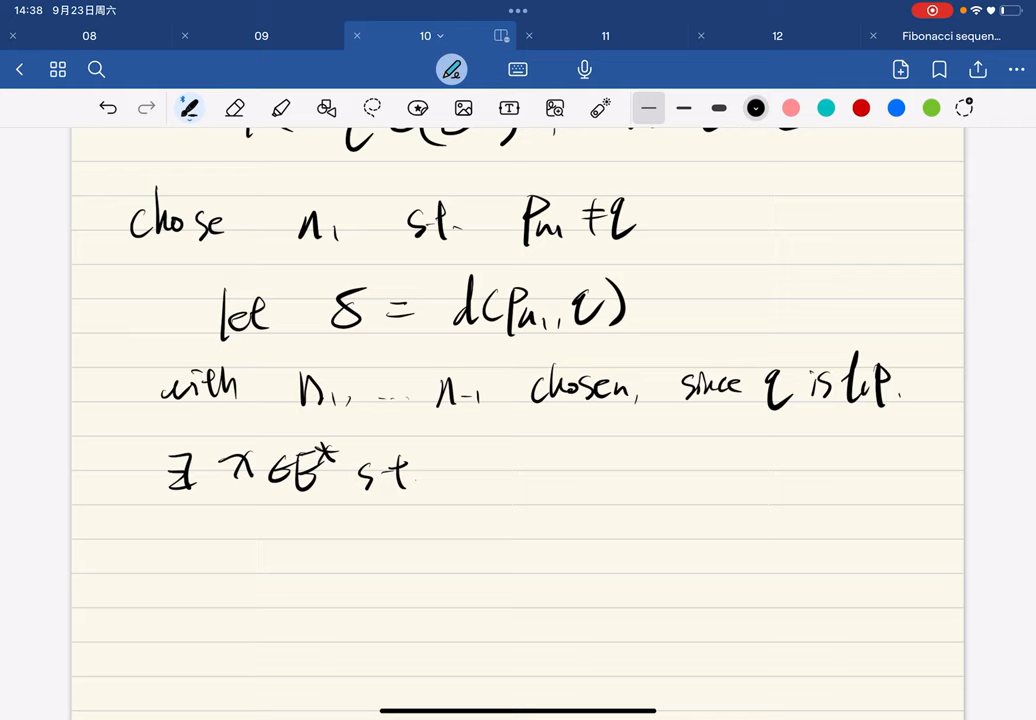 14:38 9月23日周六
08 09 10 11 12 Fibonacci sequen...
chose n₁ st. Pn₁ ≠ q
let δ = d(Pn₁, q)
with n₁, ... n-1 chosen, since q is l.p.
∃ x ∈ E* st